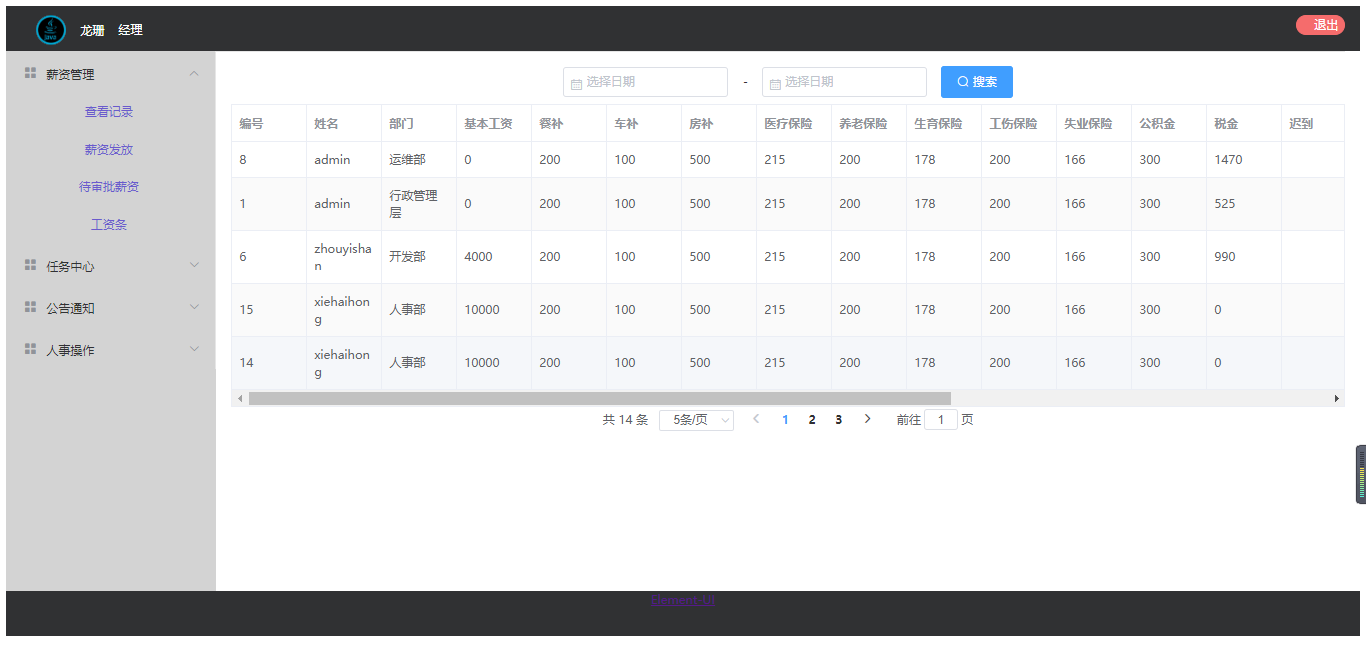 龙珊 经理 退出
薪资管理
查看记录
薪资发放
待审批薪资
工资条
任务中心
公告通知
人事操作
选择日期 - 选择日期 搜索
编号 姓名 部门 基本工资 餐补 车补 房补 医疗保险 养老保险 生育保险 工伤保险 失业保险 公积金 税金 迟到
8 admin 运维部 0 200 100 500 215 200 178 200 166 300 1470
1 admin 行政管理 0 200 100 500 215 200 178 200 166 300 525
层
6 zhouyisha 开发部 4000 200 100 500 215 200 178 200 166 300 990
n
15 xiehaihon 人事部 10000 200 100 500 215 200 178 200 166 300 0
g
14 xiehaihon 人事部 10000 200 100 500 215 200 178 200 166 300 0
g
共 14 条 5条/页 1 2 3 前往 1 页
Element-UI